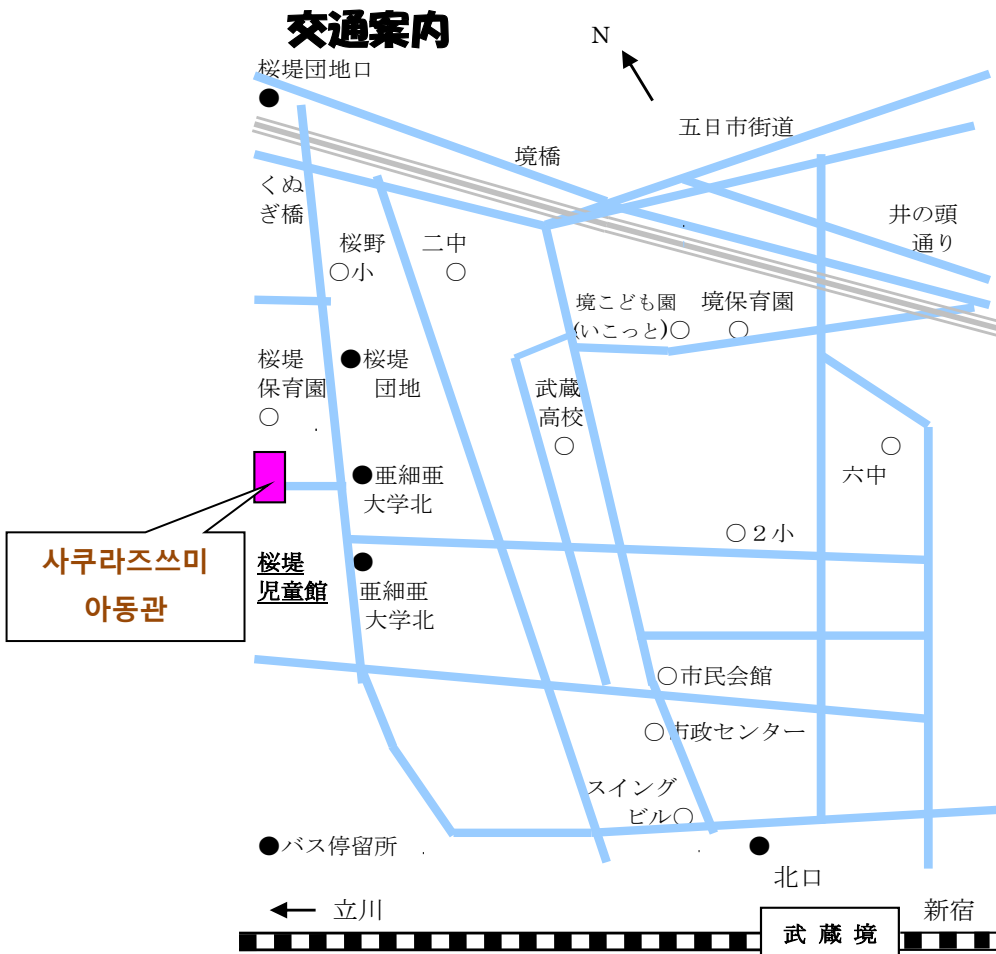 交通案内
N
桜堤団地口
五日市街道
境橋
くぬ
ぎ橋
井の頭
通り
桜野
○小
二中
○
境こども園
(いこっと)○
境保育園
○
桜堤
保育園
○
●桜堤
団地
武蔵
高校
○
○
六中
●亜細亜
大学北
○２小
사쿠라즈쓰미
아동관
桜堤
児童館
●
亜細亜
大学北
○市民会館
○市政センター
スイング
ビル○
●バス停留所
●
北口
← 立川
新宿
武 蔵 境